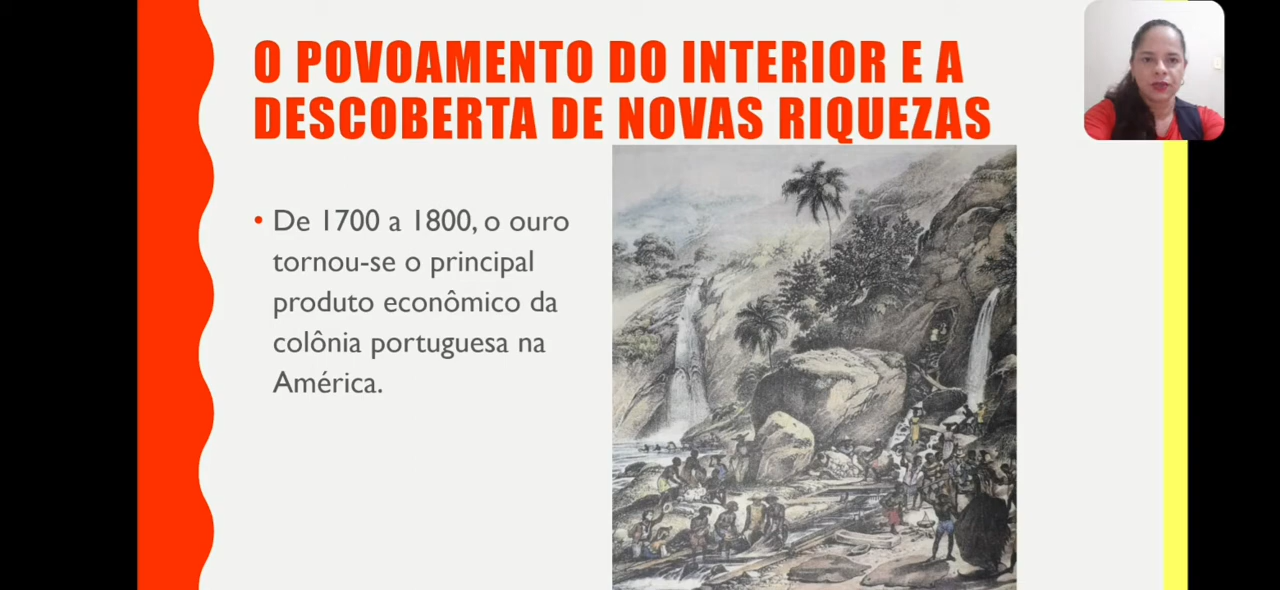 O POVOAMENTO DO INTERIOR E A
DESCOBERTA DE NOVAS RIQUEZAS
• De 1700 a 1800, o ouro
tornou-se o principal
produto econômico da
colônia portuguesa na
América.